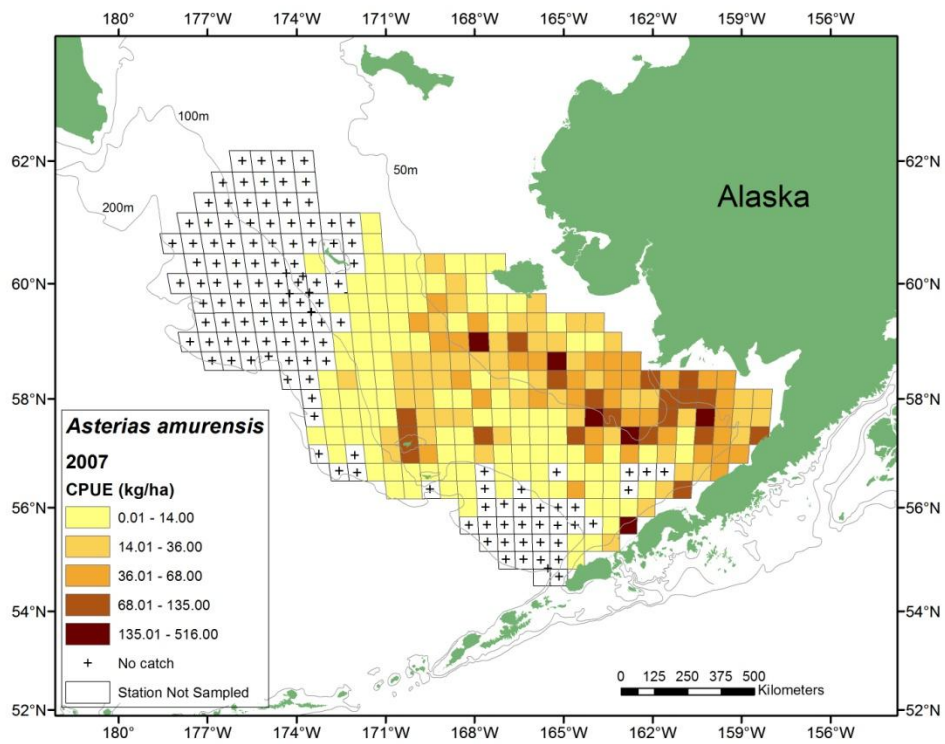 180° 177°W 174°W 171°W 168°W 165°W 162°W 159°W 156°W
100m
62°N 62°N
50m
Alaska
200m
60°N 60°N
58°N 58°N
Asterias amurensis
2007
CPUE (kg/ha)
0.01 - 14.00
14.01 - 36.00
36.01 - 68.00
68.01 - 135.00
135.01 - 516.00
No catch
Station Not Sampled
56°N 56°N
54°N 54°N
0 125 250 375 500
Kilometers
52°N 52°N
180° 177°W 174°W 171°W 168°W 165°W 162°W 159°W 156°W